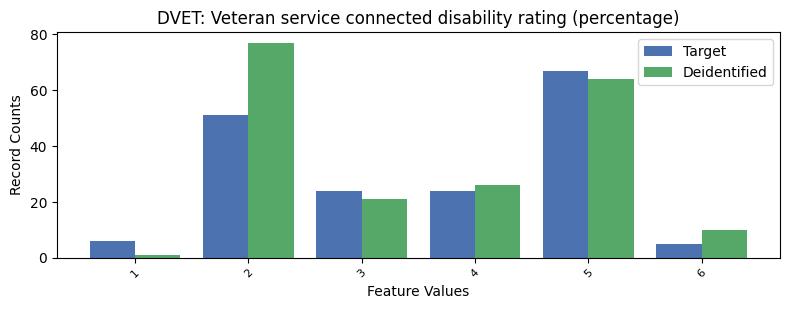 DVET: Veteran service connected disability rating (percentage)
Target
Deidentified
Record Counts
80
60
40
20
0
1 2 3 4 5 6
Feature Values